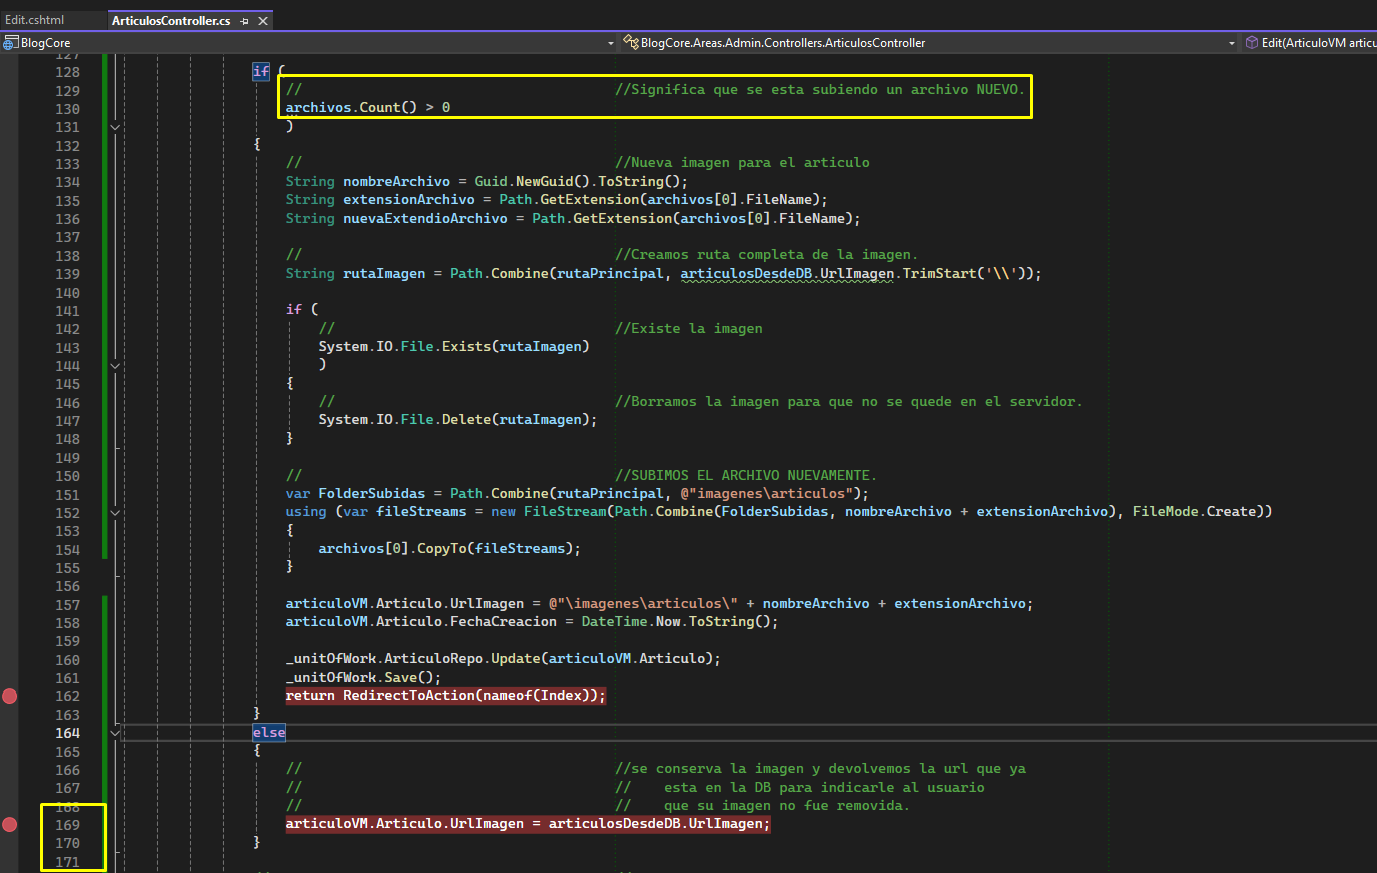 Edit.cshtml
ArticulosController.cs
BlogCore
BlogCore.Areas.Admin.Controllers.ArticulosController
Edit(ArticuloVM articu
127
128 if (
129 // //Significa que se esta subiendo un archivo NUEVO.
130 archivos.Count() > 0
131 )
132 {
133 // //Nueva imagen para el articulo
134 String nombreArchivo = Guid.NewGuid().ToString();
135 String extensionArchivo = Path.GetExtension(archivos[0].FileName);
136 String nuevaExtendioArchivo = Path.GetExtension(archivos[0].FileName);
137
138 // //Creamos ruta completa de la imagen.
139 String rutaImagen = Path.Combine(rutaPrincipal, articulosDesdeDB.UrlImagen.TrimStart('\\'));
140
141 if (
142 // //Existe la imagen
143 System.IO.File.Exists(rutaImagen)
144 )
145 {
146 // //Borramos la imagen para que no se quede en el servidor.
147 System.IO.File.Delete(rutaImagen);
148 }
149
150 // //SUBIMOS EL ARCHIVO NUEVAMENTE.
151 var FolderSubidas = Path.Combine(rutaPrincipal, @"imagenes\articulos");
152 using (var fileStreams = new FileStream(Path.Combine(FolderSubidas, nombreArchivo + extensionArchivo), FileMode.Create))
153 {
154 archivos[0].CopyTo(fileStreams);
155 }
156
157 articuloVM.Articulo.UrlImagen = @"\imagenes\articulos\" + nombreArchivo + extensionArchivo;
158 articuloVM.Articulo.FechaCreacion = DateTime.Now.ToString();
159
160 _unitOfWork.ArticuloRepo.Update(articuloVM.Articulo);
161 _unitOfWork.Save();
162 return RedirectToAction(nameof(Index));
163 }
164 else
165 {
166 // //se conserva la imagen y devolvemos la url que ya
167 // // esta en la DB para indicarle al usuario
168 // // que su imagen no fue removida.
169 articuloVM.Articulo.UrlImagen = articulosDesdeDB.UrlImagen;
170 }
171